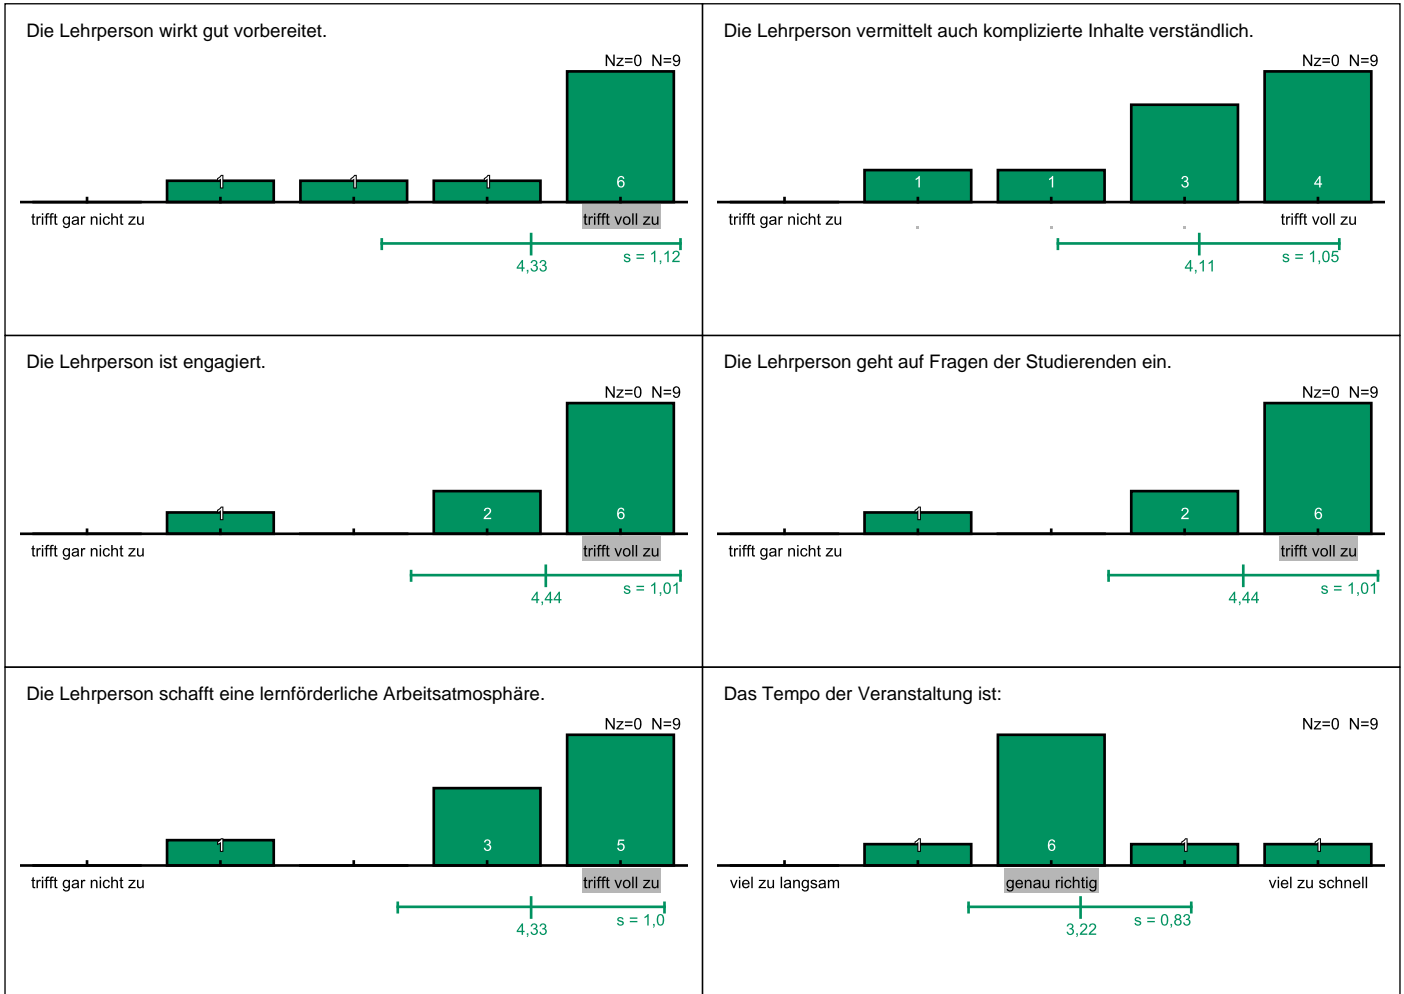 Die Lehrperson wirkt gut vorbereitet.
Nz=0 N=9
1 1 1 6
trifft gar nicht zu trifft voll zu
4,33 s = 1,12
Die Lehrperson vermittelt auch komplizierte Inhalte verständlich.
Nz=0 N=9
1 1 3 4
trifft gar nicht zu trifft voll zu
4,11 s = 1,05
Die Lehrperson ist engagiert.
Nz=0 N=9
1 2 6
trifft gar nicht zu trifft voll zu
4,44 s = 1,01
Die Lehrperson geht auf Fragen der Studierenden ein.
Nz=0 N=9
1 2 6
trifft gar nicht zu trifft voll zu
4,44 s = 1,01
Die Lehrperson schafft eine lernförderliche Arbeitsatmosphäre.
Nz=0 N=9
1 3 5
trifft gar nicht zu trifft voll zu
4,33 s = 1,0
Das Tempo der Veranstaltung ist:
Nz=0 N=9
1 6 1 1
viel zu langsam genau richtig viel zu schnell
3,22 s = 0,83